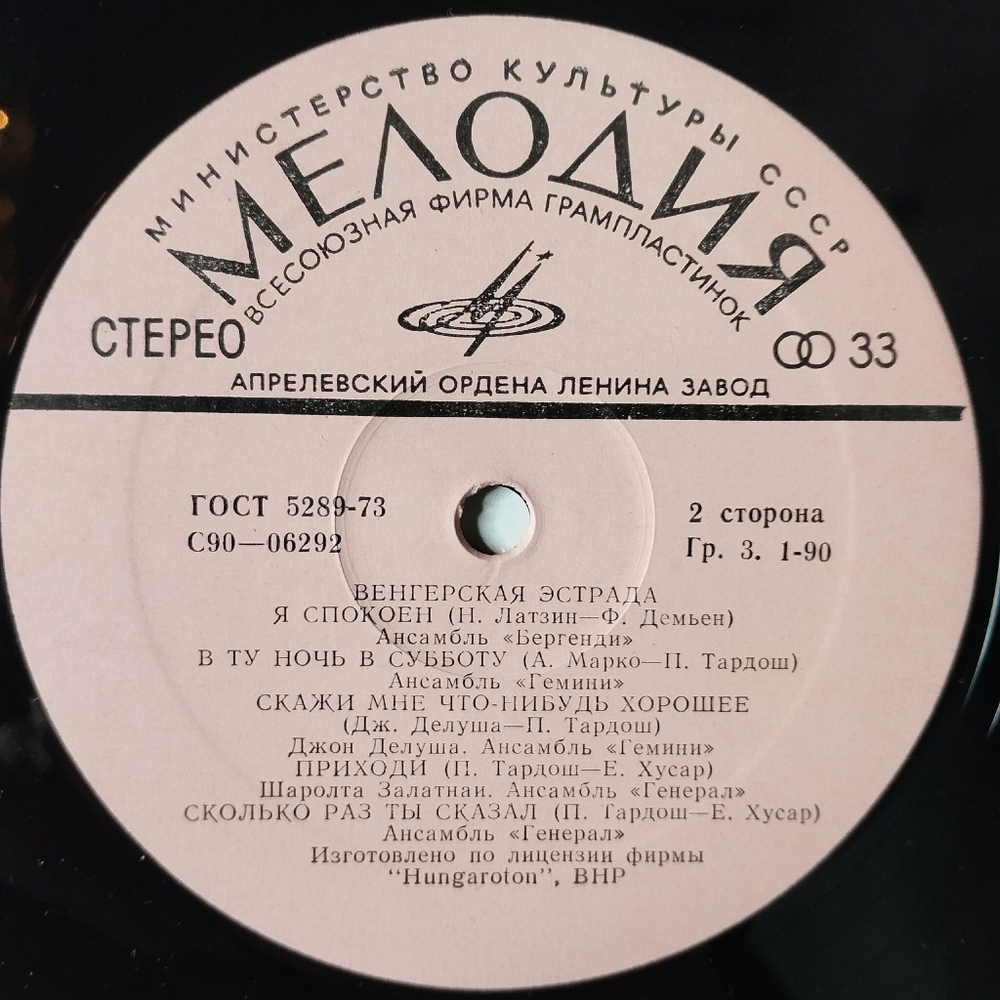 МИНИСТЕРСТВО КУЛЬТУРЫ СССР
МЕЛОДИЯ
ВСЕСОЮЗНАЯ ФИРМА ГРАМПЛАСТИНОК
СТЕРЕО
33
АПРЕЛЕВСКИЙ ОРДЕНА ЛЕНИНА ЗАВОД
ГОСТ 5289-73
2 сторона
С90—06292
Гр. 3. 1-90
ВЕНГЕРСКАЯ ЭСТРАДА
Я СПОКОЕН (Н. Латзин—Ф. Демьен)
Ансамбль «Бергенди»
В ТУ НОЧЬ В СУББОТУ (А. Марко—П. Тардош)
Ансамбль «Гемини»
СКАЖИ МНЕ ЧТО-НИБУДЬ ХОРОШЕЕ
(Дж. Делуша—П. Тардош)
Джон Делуша. Ансамбль «Гемини»
ПРИХОДИ (П. Тардош—Е. Хусар)
Шаролта Залатнаи. Ансамбль «Генерал»
СКОЛЬКО РАЗ ТЫ СКАЗАЛ (П. Тардош—Е. Хусар)
Ансамбль «Генерал»
Изготовлено по лицензии фирмы
“Hungaroton”, ВНР